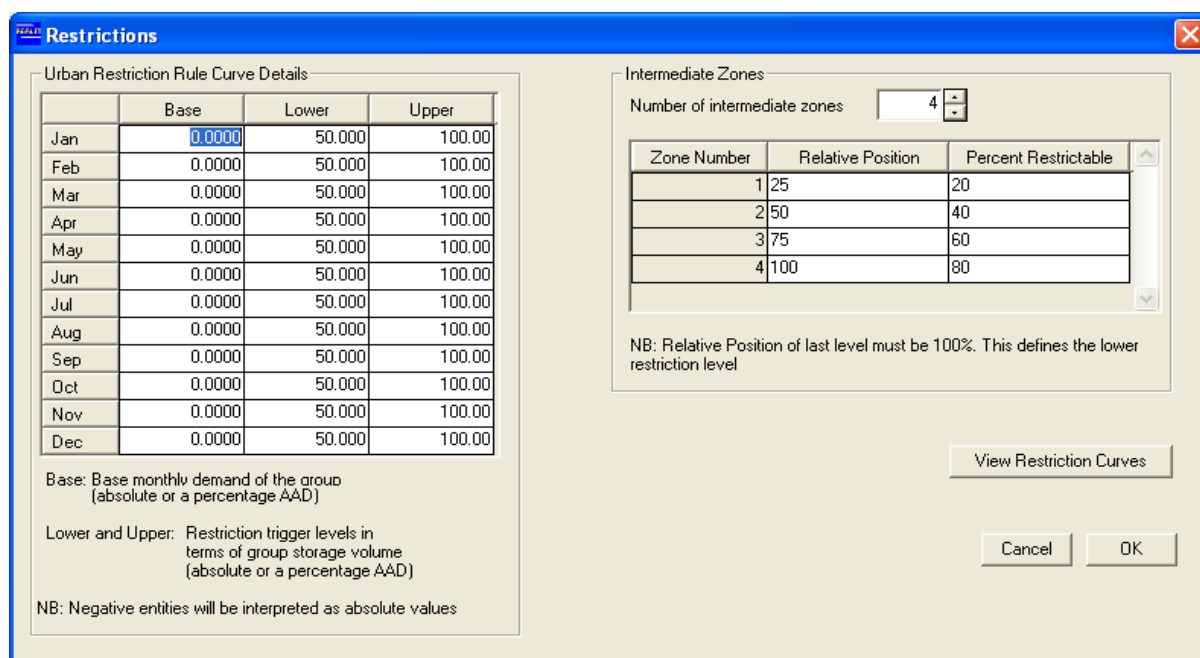 Restrictions
Urban Restriction Rule Curve Details
Base Lower Upper
Jan 0.0000 50.000 100.00
Feb 0.0000 50.000 100.00
Mar 0.0000 50.000 100.00
Apr 0.0000 50.000 100.00
May 0.0000 50.000 100.00
Jun 0.0000 50.000 100.00
Jul 0.0000 50.000 100.00
Aug 0.0000 50.000 100.00
Sep 0.0000 50.000 100.00
Oct 0.0000 50.000 100.00
Nov 0.0000 50.000 100.00
Dec 0.0000 50.000 100.00
Base: Base monthly demand of the group
(absolute or a percentage AAD)
Lower and Upper: Restriction trigger levels in
terms of group storage volume
(absolute or a percentage AAD)
NB: Negative entities will be interpreted as absolute values
Intermediate Zones
Number of intermediate zones 4
Zone Number Relative Position Percent Restrictable
1 25 20
2 50 40
3 75 60
4 100 80
NB: Relative Position of last level must be 100%. This defines the lower
restriction level
View Restriction Curves
Cancel OK